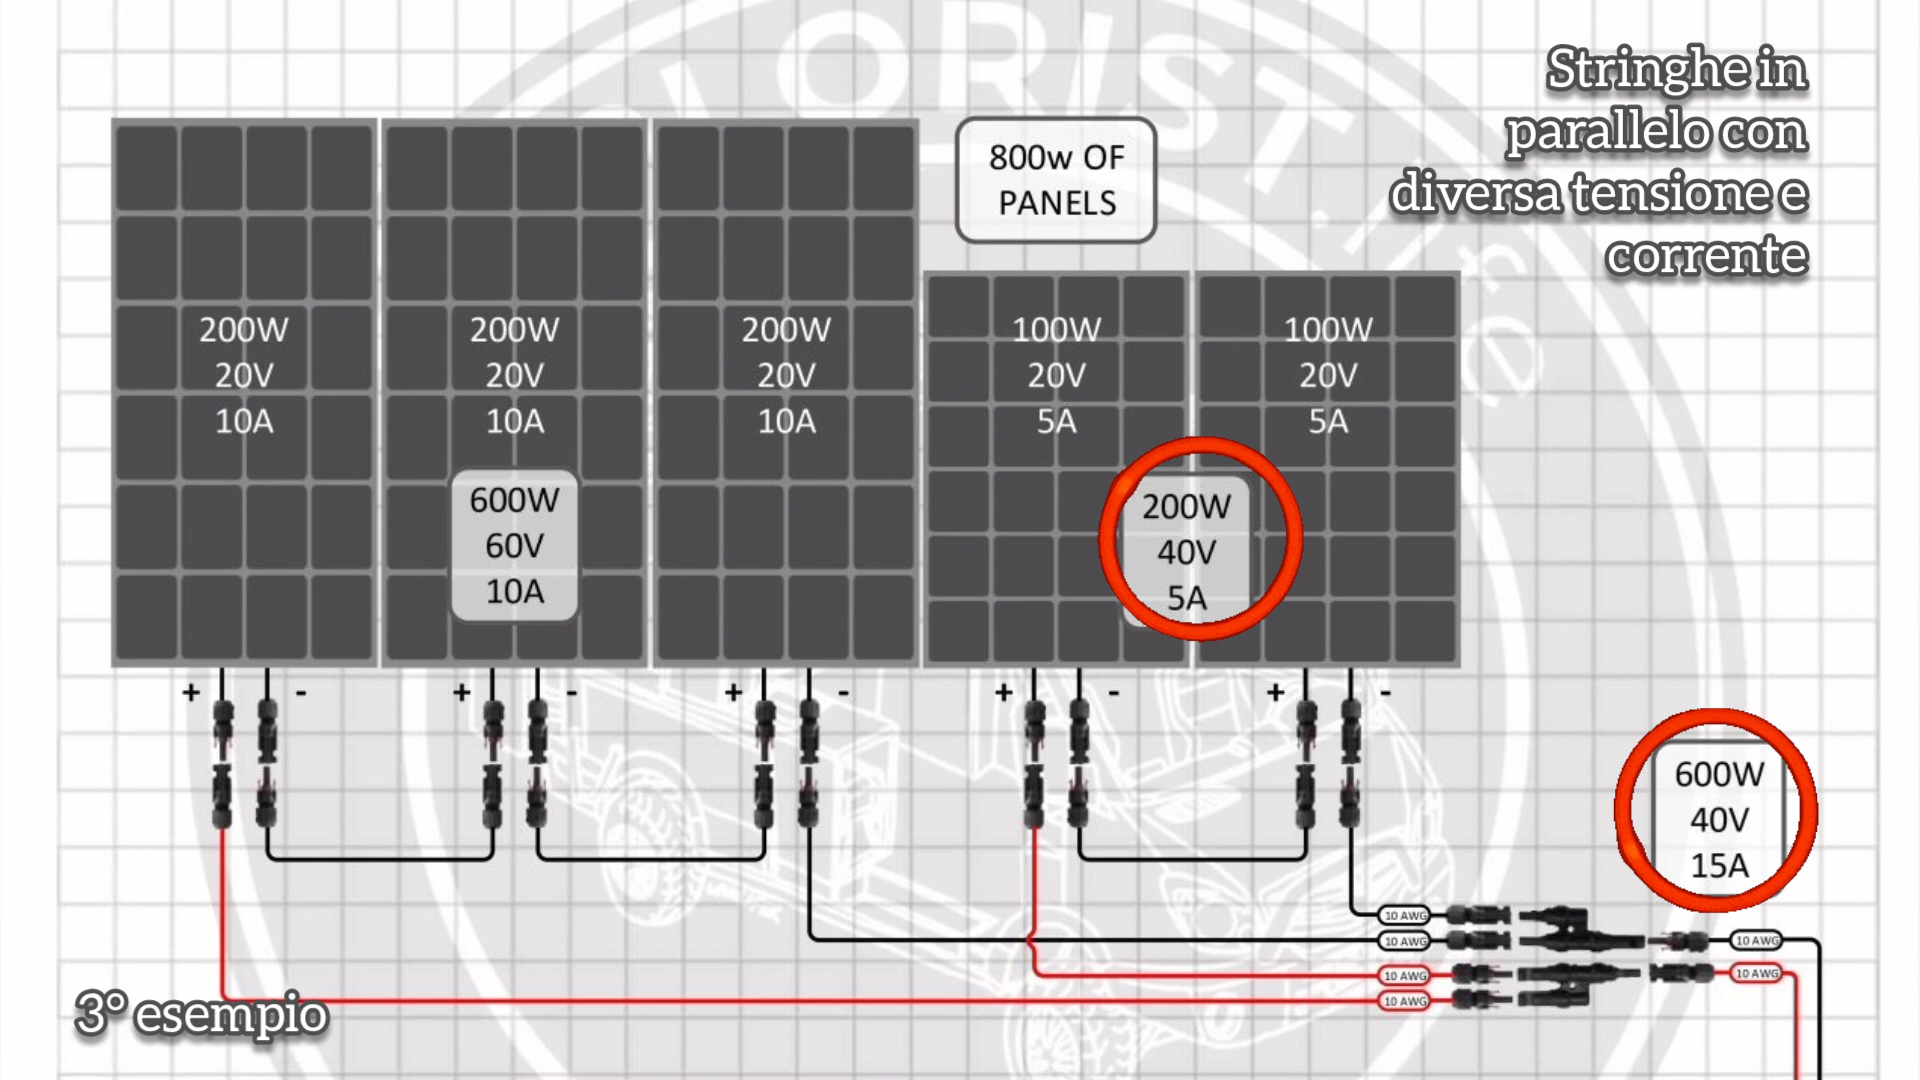 Stringhe in
parallelo con
diversa tensione e
corrente
800w OF
PANELS
200W
20V
10A
200W
20V
10A
200W
20V
10A
100W
20V
5A
100W
20V
5A
600W
60V
10A
200W
40V
5A
+ -
+ -
+ -
+ -
+ -
600W
40V
15A
10 AWG
10 AWG
10 AWG
10 AWG
10 AWG
10 AWG
3° esempio